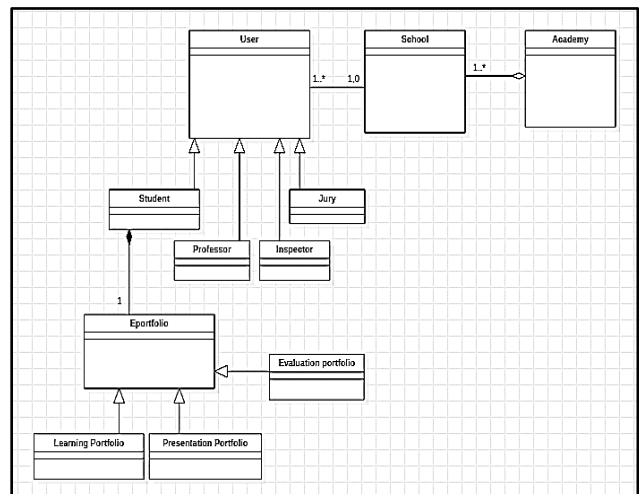 User
School
Academy
1..*
1,0
1..*
Student
Jury
Professor
Inspector
1
Eportfolio
Evaluation portfolio
Learning Portfolio
Presentation Portfolio